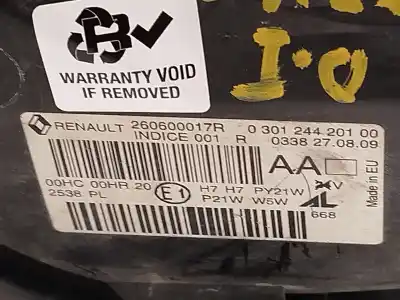 WARRANTY VOID
IF REMOVED
I-O
RENAULT 260600017R 0 301 244 201 00
INDICE 001 R 0338 27.08.09
AA
00HC 00HR 20 E1 H7 H7 PY21W V
2538 PL P21W W5W AL
668
Made in EU